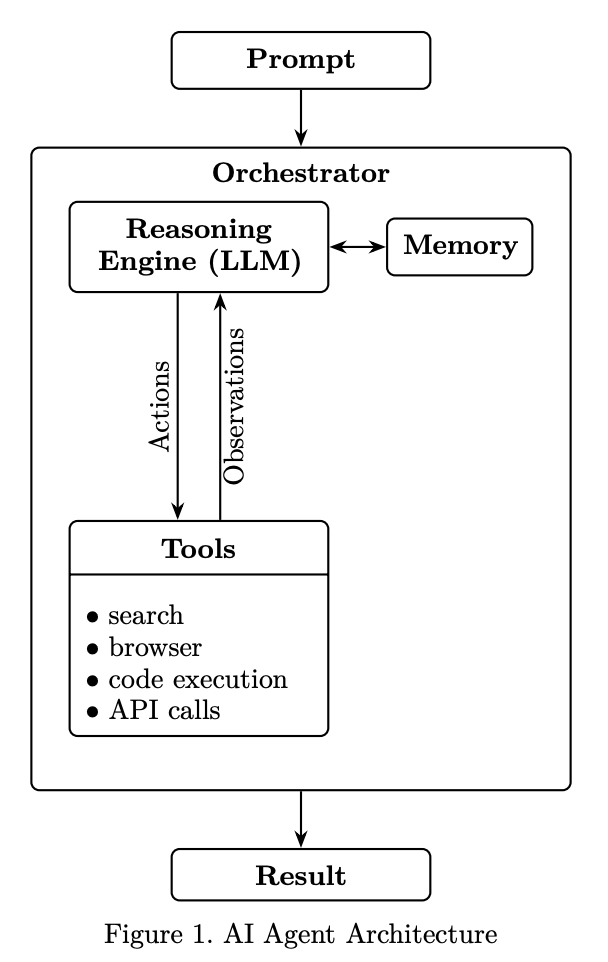 Prompt
Orchestrator
Reasoning
Engine (LLM)
Memory
Actions
Observations
Tools
• search
• browser
• code execution
• API calls
Result
Figure 1. AI Agent Architecture